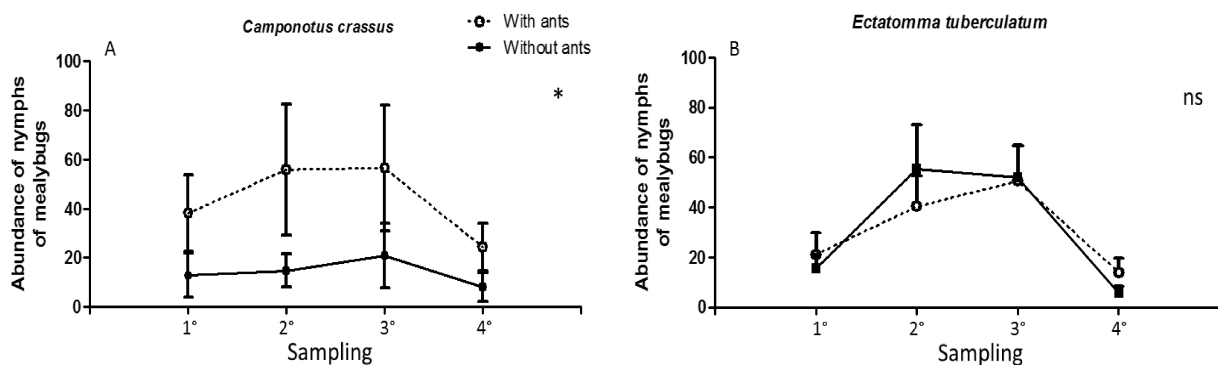 Camponotus crassus
With ants
Without ants
A
*
Abundance of nymphs
of mealybugs
100
80
60
40
20
0
1°
2°
3°
4°
Sampling
Ectatomma tuberculatum
B
ns
Abundance of nymphs
of mealybugs
100
80
60
40
20
0
1°
2°
3°
4°
Sampling